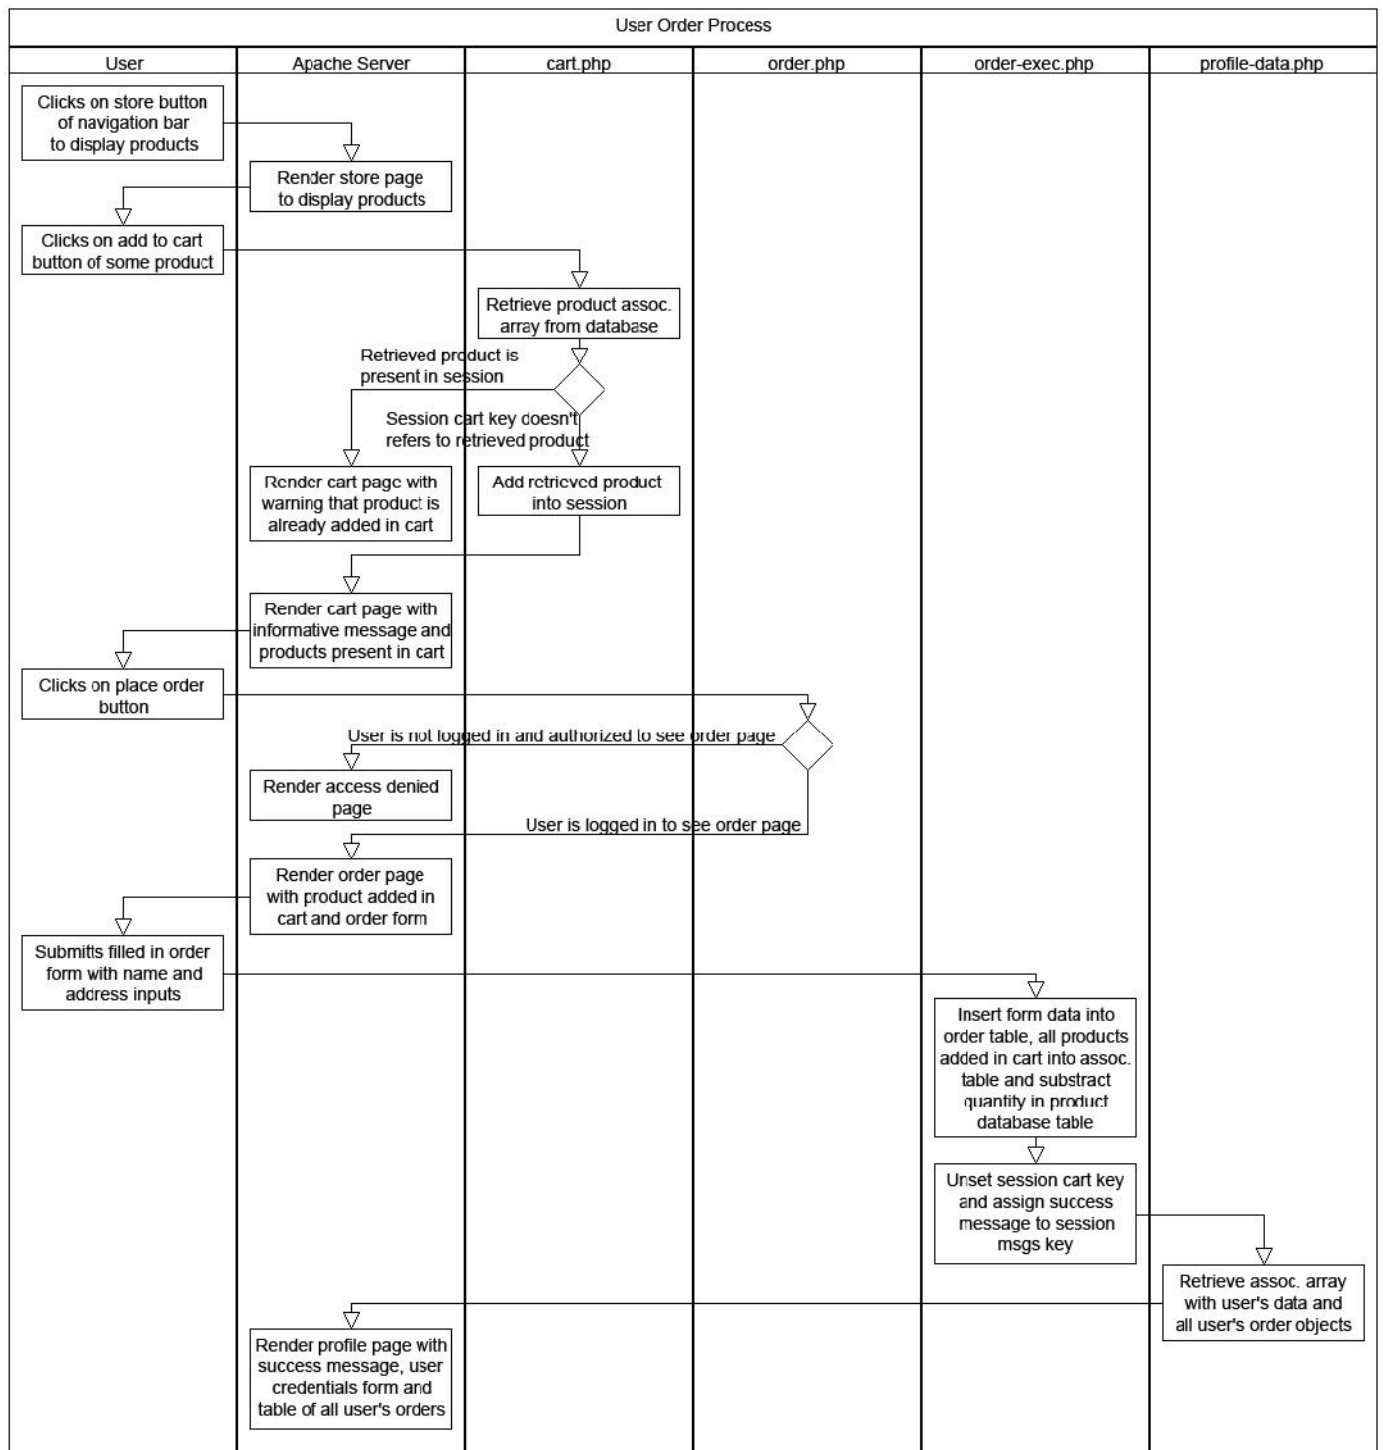 User Order Process
User
Apache Server
cart.php
order.php
order-exec.php
profile-data.php
Clicks on store button
of navigation bar
to display products
Render store page
to display products
Clicks on add to cart
button of some product
Retrieve product assoc.
array from database
Retrieved product is
present in session
Session cart key doesn't
refers to retrieved product
Render cart page with
warning that product is
already added in cart
Add retrieved product
into session
Render cart page with
informative message and
products present in cart
Clicks on place order
button
User is not logged in and authorized to see order page
Render access denied
page
User is logged in to see order page
Render order page
with product added in
cart and order form
Submitts filled in order
form with name and
address inputs
Insert form data into
order table, all products
added in cart into assoc.
table and substract
quantity in product
database table
Unset session cart key
and assign success
message to session
msgs key
Retrieve assoc. array
with user's data and
all user's order objects
Render profile page with
success message, user
credentials form and
table of all user's orders